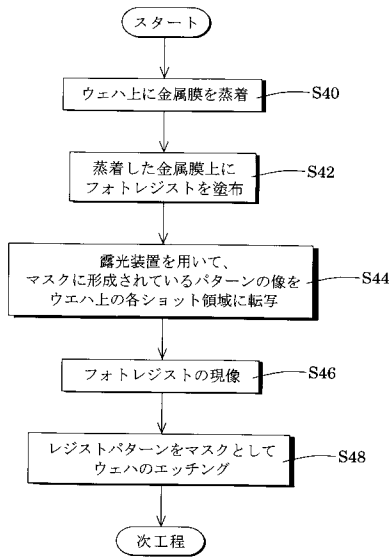 スタート
ウェハ上に金属膜を蒸着
S40
蒸着した金属膜上に
フォトレジストを塗布
S42
露光装置を用いて、
マスクに形成されているパターンの像を
ウエハ上の各ショット領域に転写
S44
フォトレジストの現像
S46
レジストパターンをマスクとして
ウェハのエッチング
S48
次工程